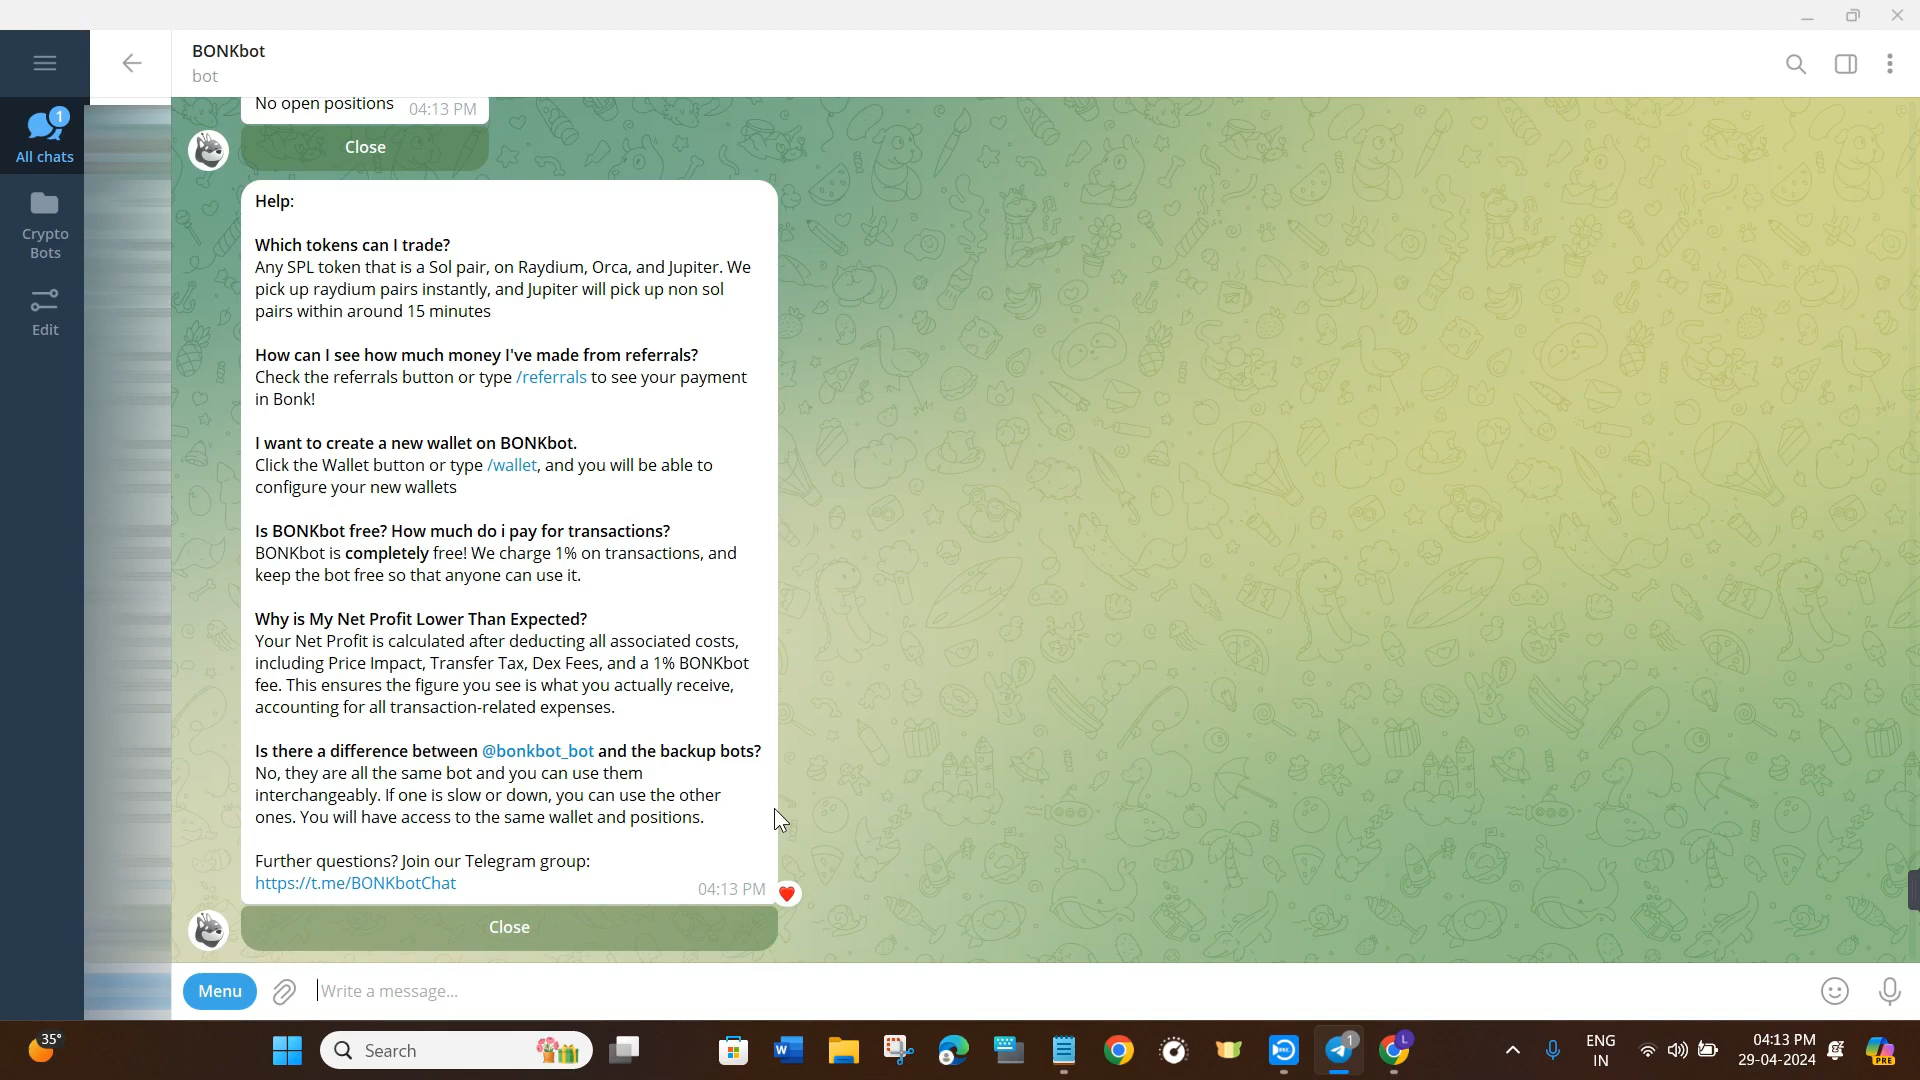 BONKbot
bot
1
All chats
Crypto
Bots
Edit
No open positions 04:13 PM
Close
Help:
Which tokens can I trade?
Any SPL token that is a Sol pair, on Raydium, Orca, and Jupiter. We
pick up raydium pairs instantly, and Jupiter will pick up non sol
pairs within around 15 minutes
How can I see how much money I've made from referrals?
Check the referrals button or type /referrals to see your payment
in Bonk!
I want to create a new wallet on BONKbot.
Click the Wallet button or type /wallet, and you will be able to
configure your new wallets
Is BONKbot free? How much do i pay for transactions?
BONKbot is completely free! We charge 1% on transactions, and
keep the bot free so that anyone can use it.
Why is My Net Profit Lower Than Expected?
Your Net Profit is calculated after deducting all associated costs,
including Price Impact, Transfer Tax, Dex Fees, and a 1% BONKbot
fee. This ensures the figure you see is what you actually receive,
accounting for all transaction-related expenses.
Is there a difference between @bonkbot_bot and the backup bots?
No, they are all the same bot and you can use them
interchangeably. If one is slow or down, you can use the other
ones. You will have access to the same wallet and positions.
Further questions? Join our Telegram group:
https://t.me/BONKbotChat
04:13 PM
Close
Menu
Write a message...
35°
Search
W
1
L
ENG
IN
04:13 PM
29-04-2024
PRE